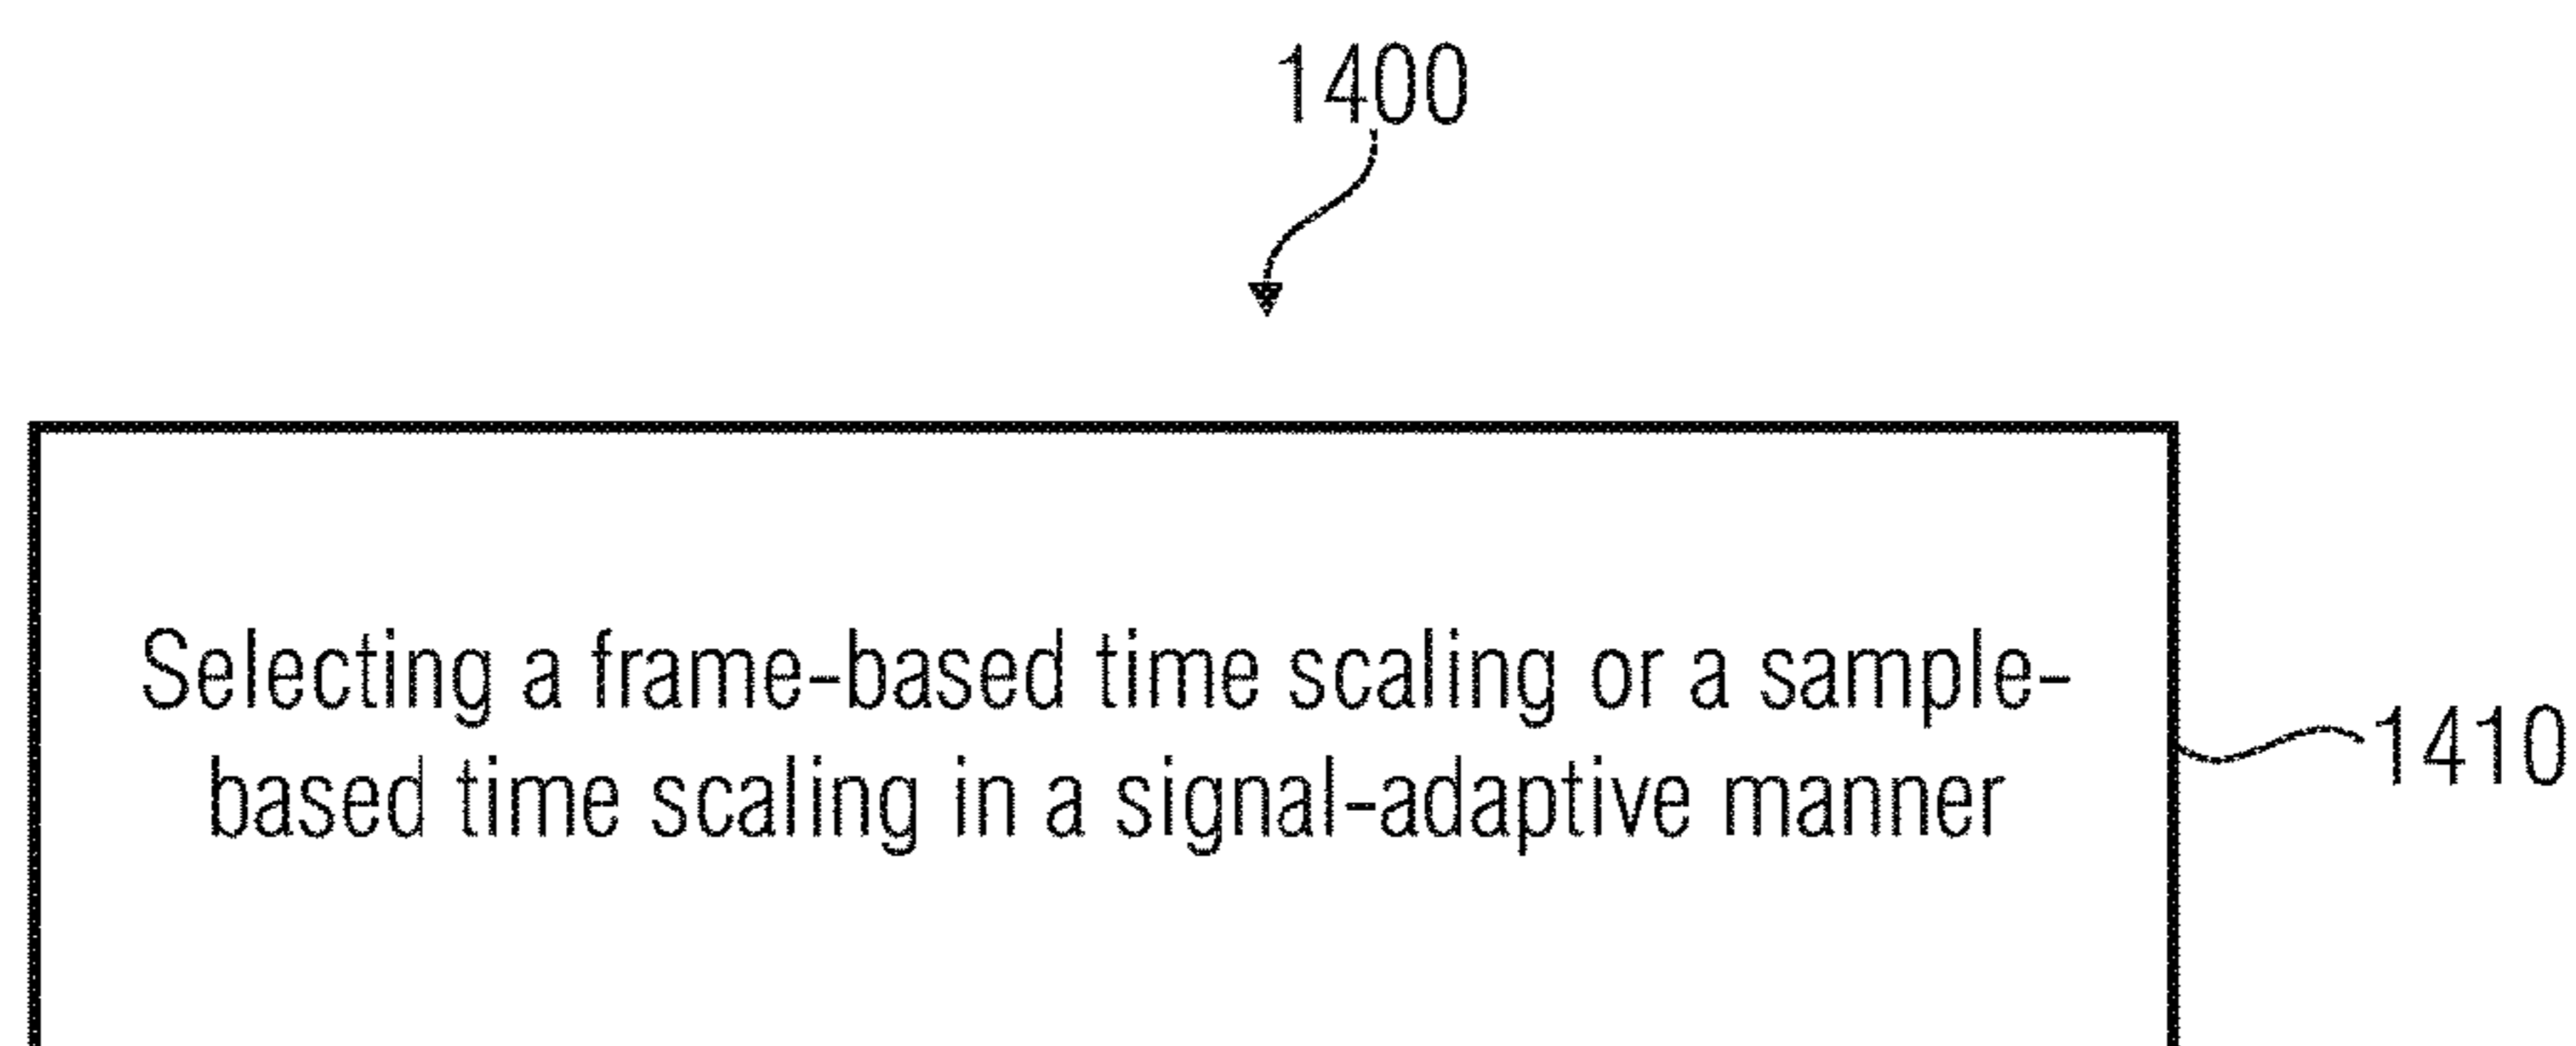 1400
Selecting a frame-based time scaling or a sample-
based time scaling in a signal-adaptive manner
1410